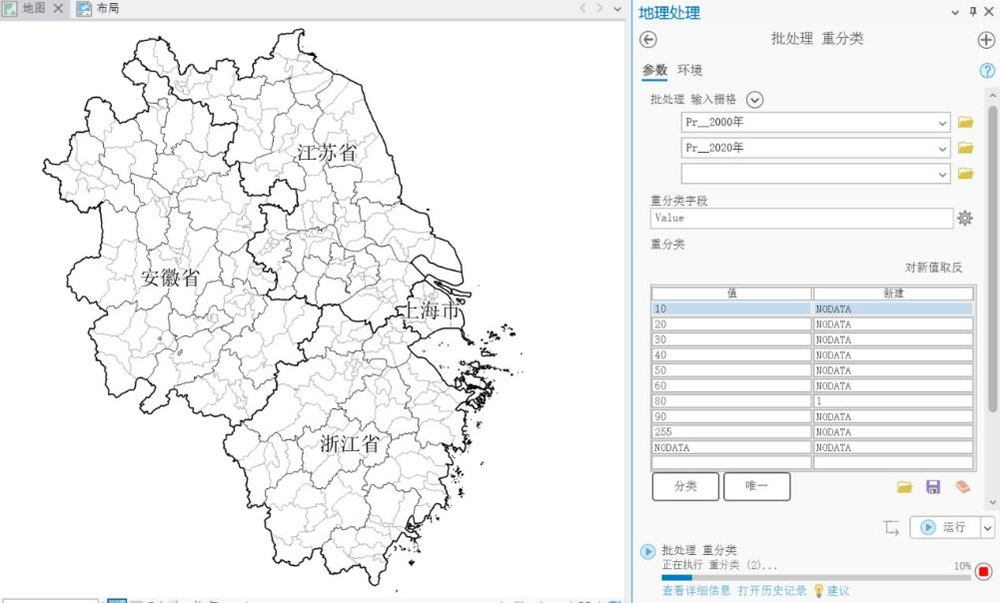 地图 布局
江苏省
安徽省
上海市
浙江省
地理处理
批处理 重分类
参数 环境
批处理 输入栅格
Pr__2000年
Pr__2020年
重分类字段
Value
重分类
对新值取反
值 新建
10 NODATA
20 NODATA
30 NODATA
40 NODATA
50 NODATA
60 NODATA
80 1
90 NODATA
255 NODATA
NODATA NODATA
分类 唯一
运行
批处理 重分类
正在执行 重分类 (2)... 10%
查看详细信息 打开历史记录 建议